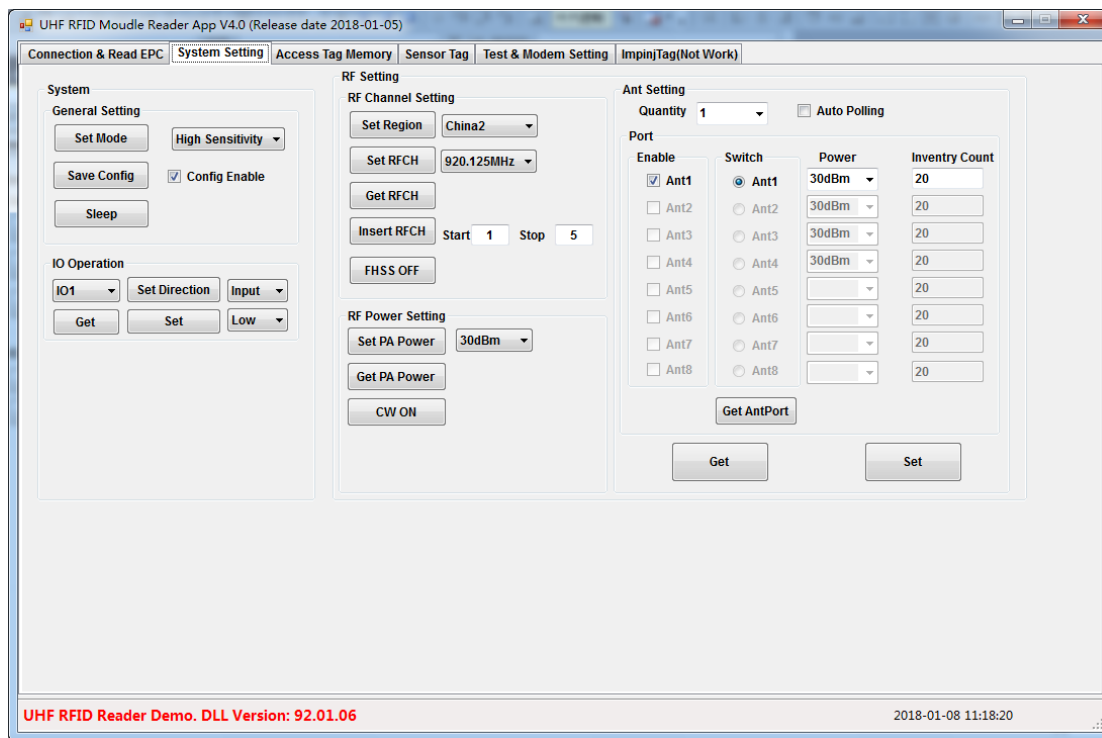 UHF RFID Moudle Reader App V4.0 (Release date 2018-01-05)
Connection & Read EPC System Setting Access Tag Memory Sensor Tag Test & Modem Setting ImpinjTag(Not Work)
System
General Setting
Set Mode High Sensitivity
Save Config Config Enable
Sleep
IO Operation
IO1 Set Direction Input
Get Set Low
RF Setting
RF Channel Setting
Set Region China2
Set RFCH 920.125MHz
Get RFCH
Insert RFCH Start 1 Stop 5
FHSS OFF
RF Power Setting
Set PA Power 30dBm
Get PA Power
CW ON
Ant Setting
Quantity 1 Auto Polling
Port
Enable Switch Power Inventry Count
Ant1 Ant1 30dBm 20
Ant2 Ant2 30dBm 20
Ant3 Ant3 30dBm 20
Ant4 Ant4 30dBm 20
Ant5 Ant5 20
Ant6 Ant6 20
Ant7 Ant7 20
Ant8 Ant8 20
Get AntPort
Get Set
UHF RFID Reader Demo. DLL Version: 92.01.06 2018-01-08 11:18:20